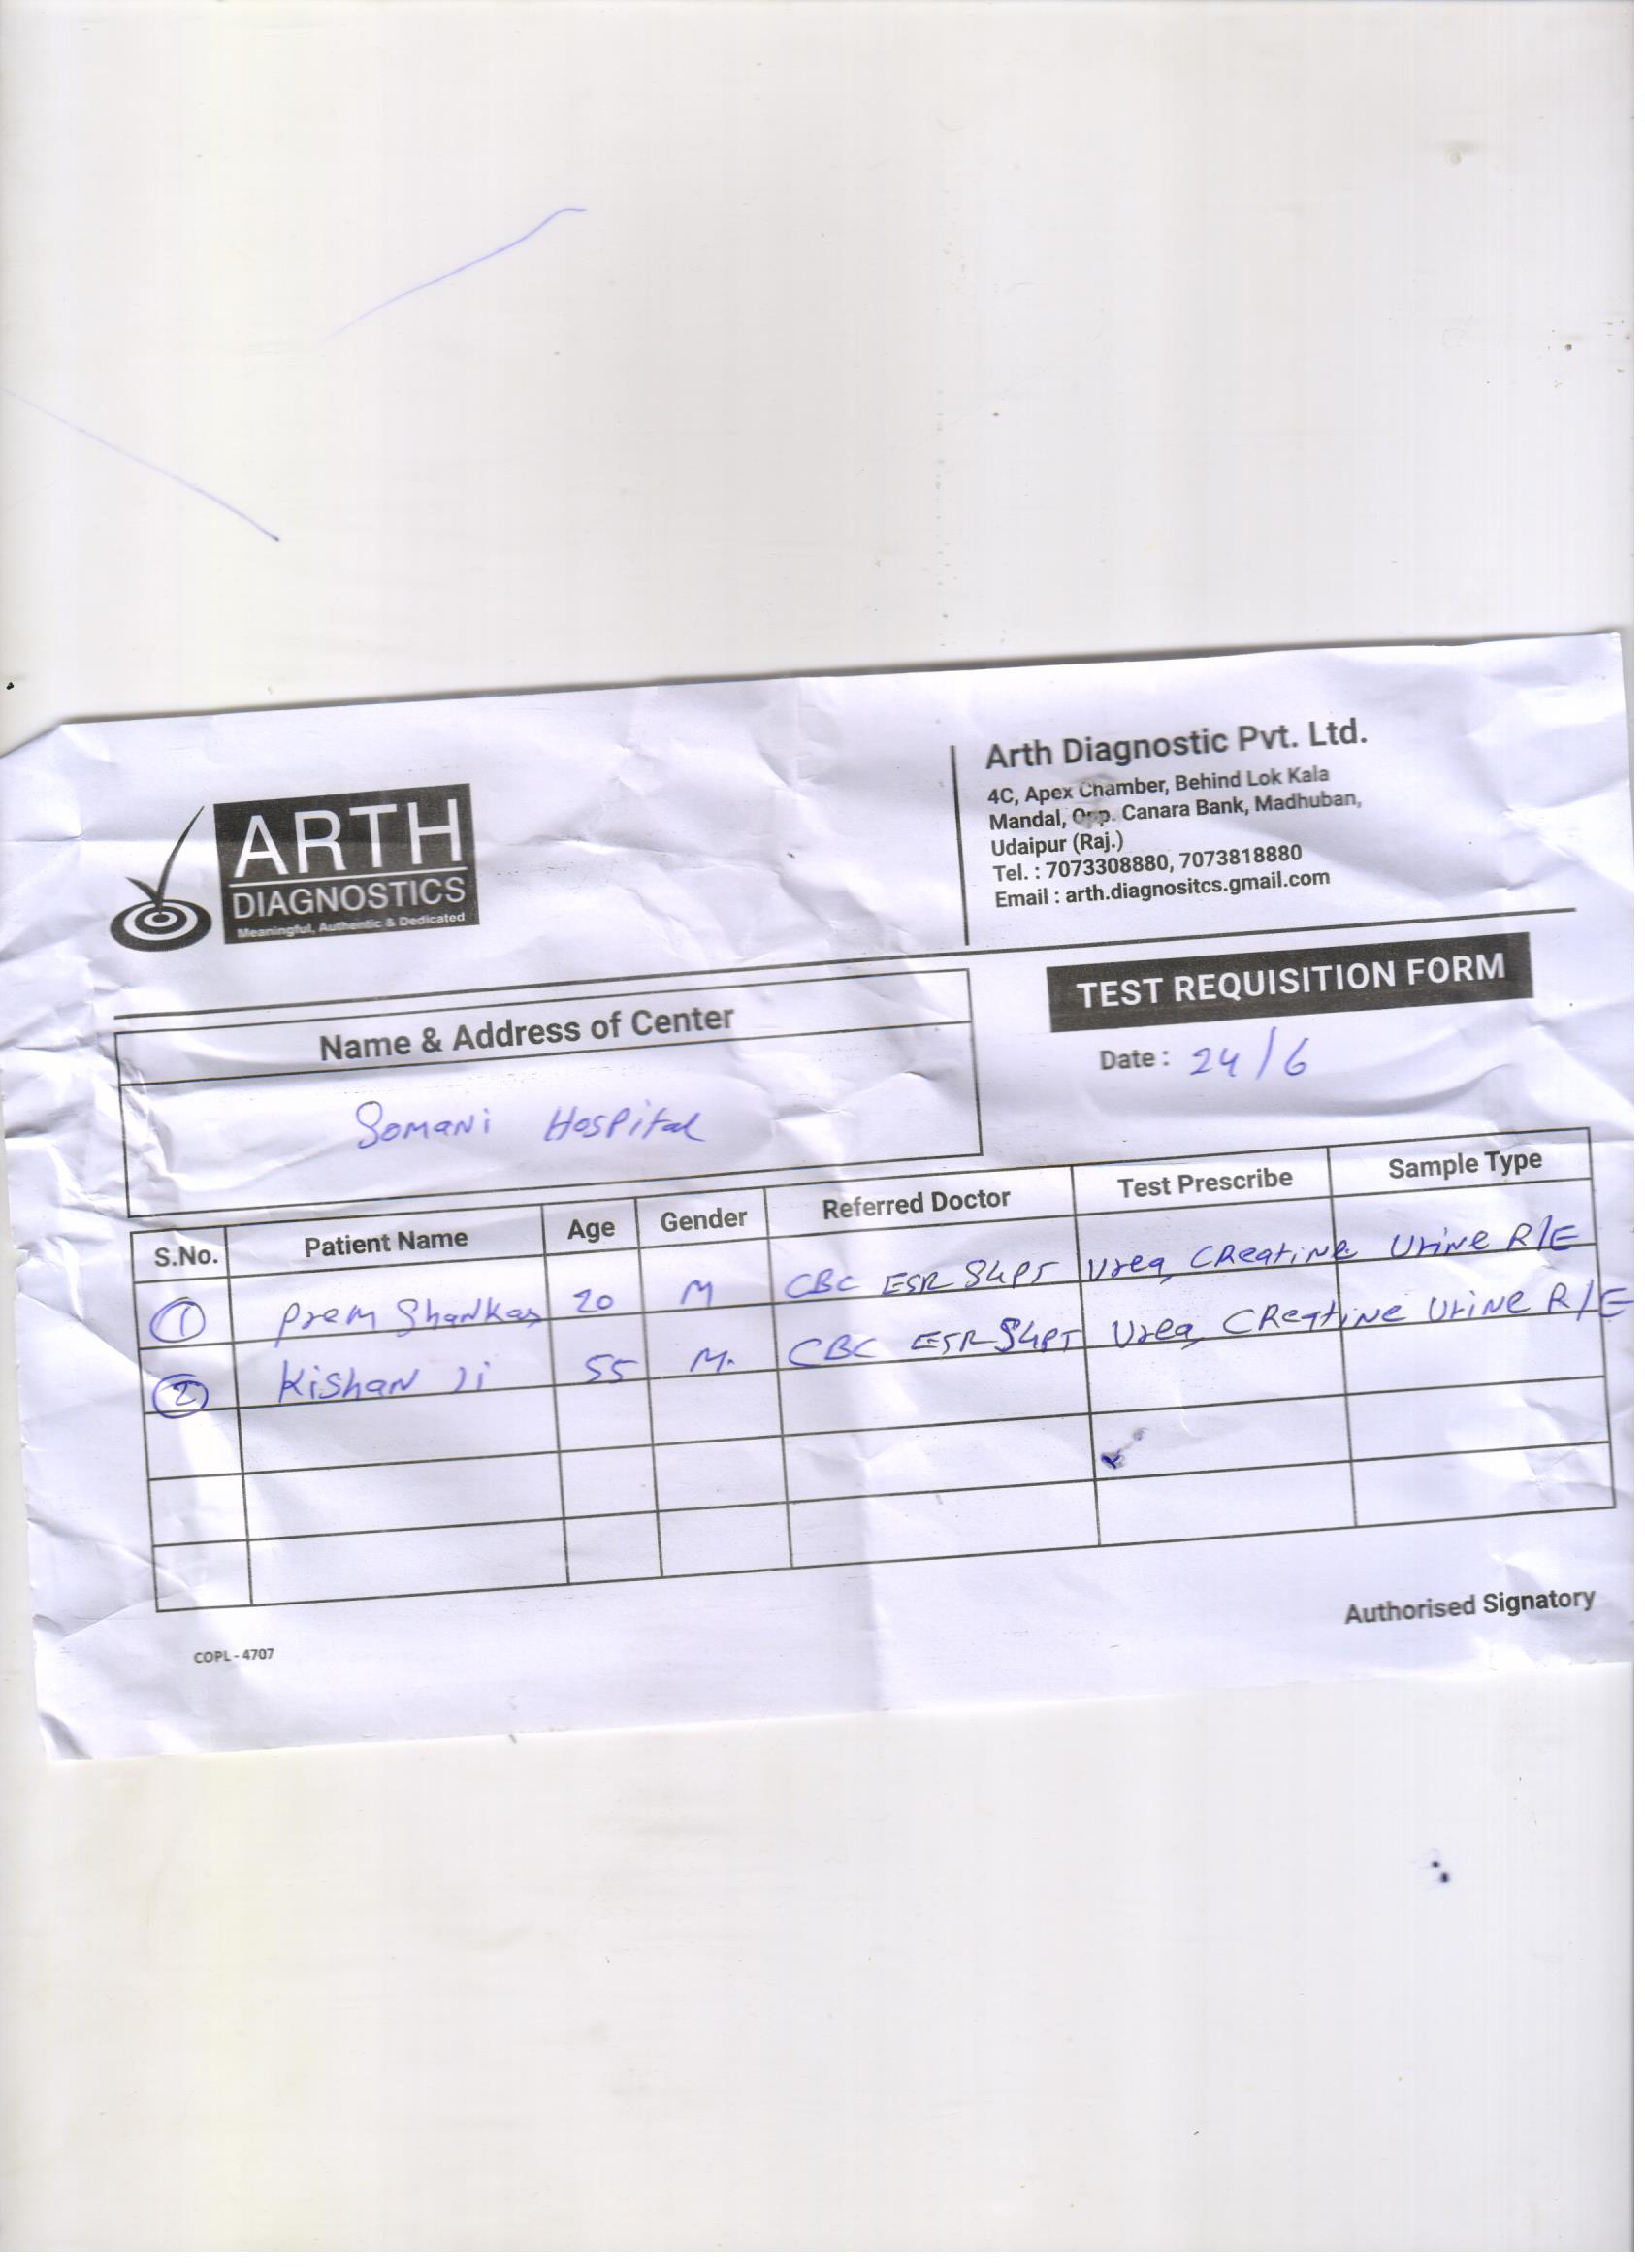 ARTH
DIAGNOSTICS
Meaningful, Authentic & Dedicated
Arth Diagnostic Pvt. Ltd.
4C, Apex Chamber, Behind Lok Kala
Mandal, Opp. Canara Bank, Madhuban,
Udaipur (Raj.)
Tel. : 7073308880, 7073818880
Email : arth.diagnositcs.gmail.com
TEST REQUISITION FORM
Name & Address of Center
Date : 24/6
Somani Hospital
S.No. Patient Name Age Gender Referred Doctor Test Prescribe Sample Type
1 Prem Shankar 20 M CBC ESR SGPT Urea, CReatine Urine R/E
2 Kishan Ji 55 M. CBC ESR SGPT Urea, CReatine Urine R/E
Authorised Signatory
COPL - 4707